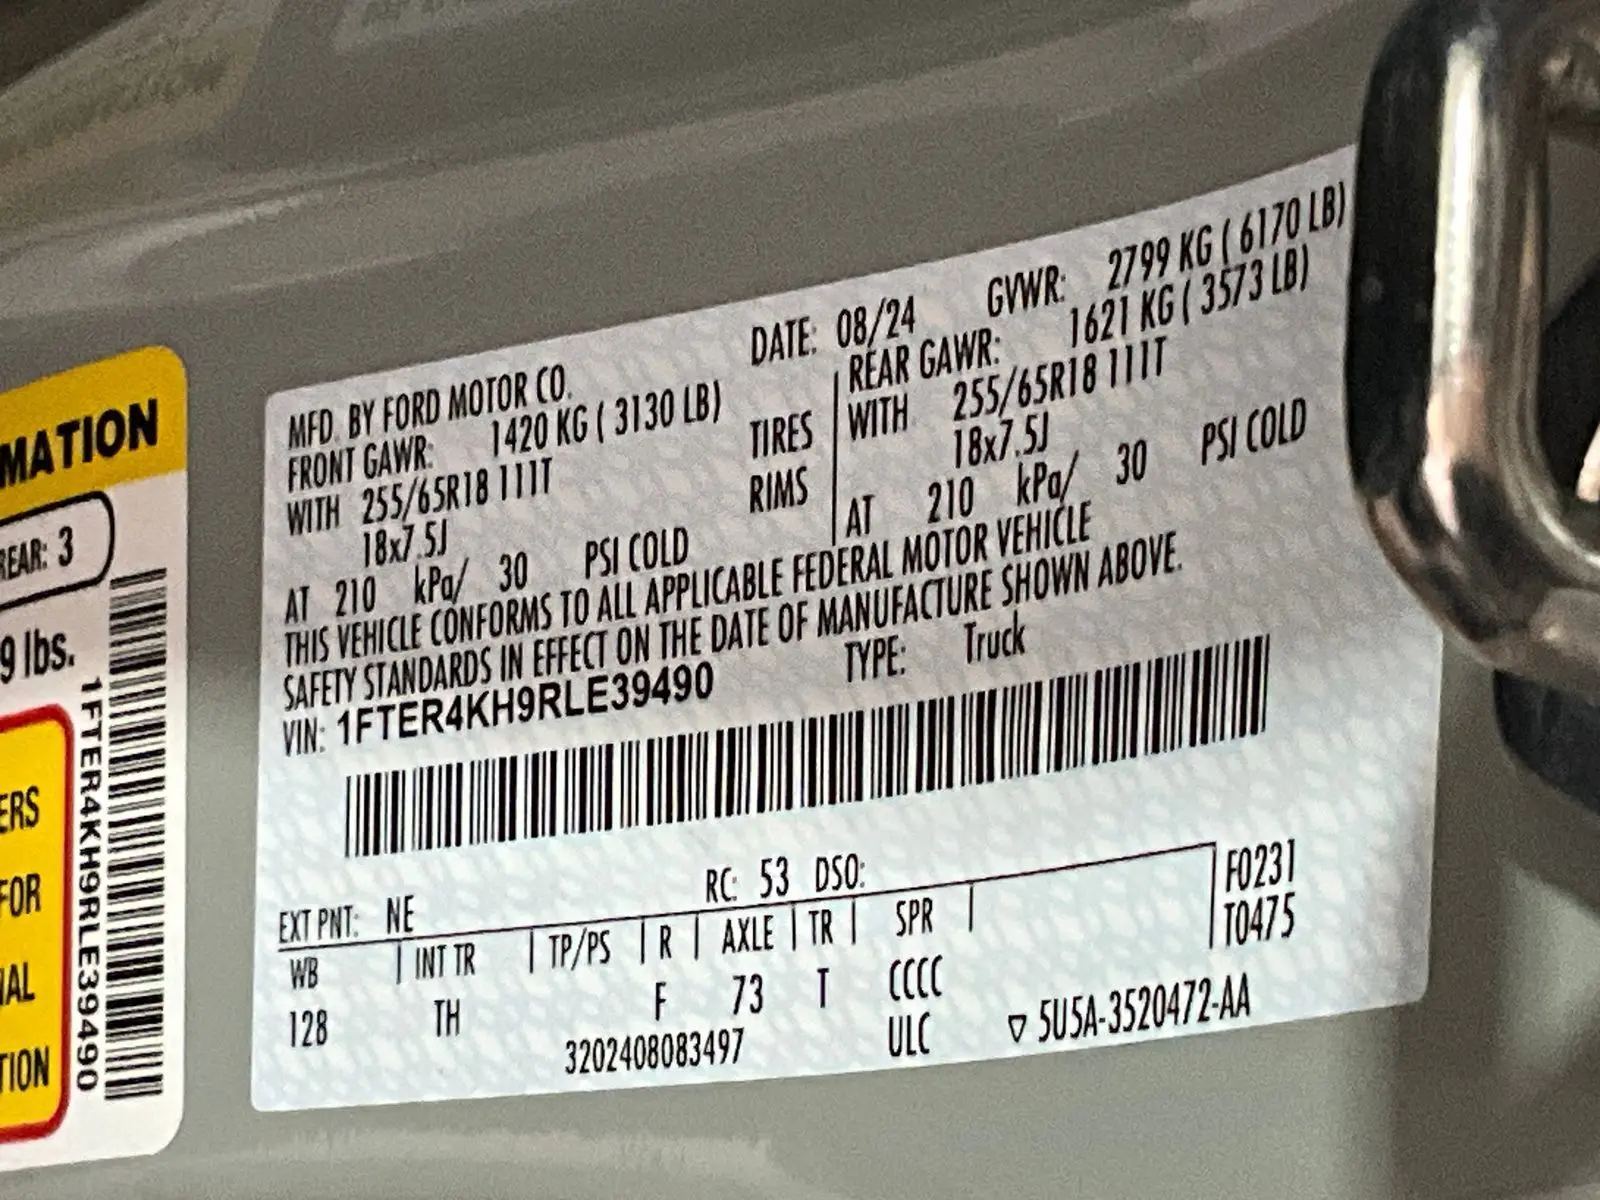 MATION
REAR: 3
9 lbs.
ERS
FOR
TION
1FTER4KH9RLE39490
MFD. BY FORD MOTOR CO. DATE: 08/24 GVWR: 2799 KG ( 6170 LB)
FRONT GAWR: 1420 KG ( 3130 LB) REAR GAWR: 1621 KG ( 3573 LB)
WITH 255/65R18 111T TIRES WITH 255/65R18 111T
18x7.5J RIMS 18x7.5J
AT 210 kPa/ 30 PSI COLD AT 210 kPa/ 30 PSI COLD
THIS VEHICLE CONFORMS TO ALL APPLICABLE FEDERAL MOTOR VEHICLE
SAFETY STANDARDS IN EFFECT ON THE DATE OF MANUFACTURE SHOWN ABOVE.
VIN: 1FTER4KH9RLE39490 TYPE: Truck
EXT PNT: NE RC: 53 DSO: F0231
WB INT TR TP/PS R AXLE TR SPR T0475
128 TH F 73 T CCCC
3202408083497 ULC ▽ 5U5A-3520472-AA